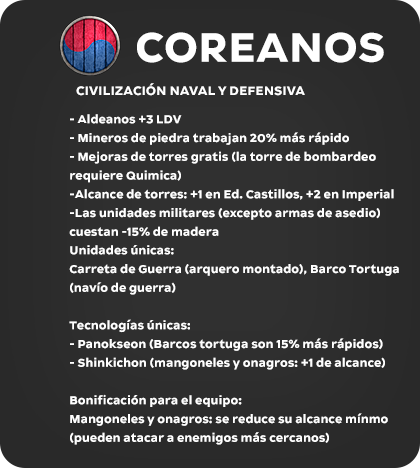 COREANOS
CIVILIZACIÓN NAVAL Y DEFENSIVA
- Aldeanos +3 LDV
- Mineros de piedra trabajan 20% más rápido
- Mejoras de torres gratis (la torre de bombardeo
requiere Quimica)
-Alcance de torres: +1 en Ed. Castillos, +2 en Imperial
-Las unidades militares (excepto armas de asedio)
cuestan -15% de madera
Unidades únicas:
Carreta de Guerra (arquero montado), Barco Tortuga
(navío de guerra)
Tecnologías únicas:
- Panokseon (Barcos tortuga son 15% más rápidos)
- Shinkichon (mangoneles y onagros: +1 de alcance)
Bonificación para el equipo:
Mangoneles y onagros: se reduce su alcance mínmo
(pueden atacar a enemigos más cercanos)